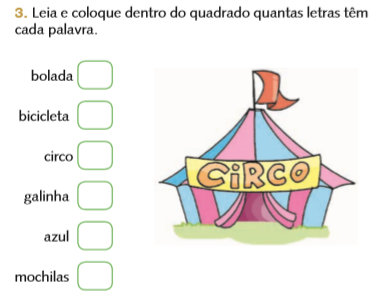 3. Leia e coloque dentro do quadrado quantas letras têm
cada palavra.
bolada
bicicleta
circo
galinha
azul
mochilas
CiRCO